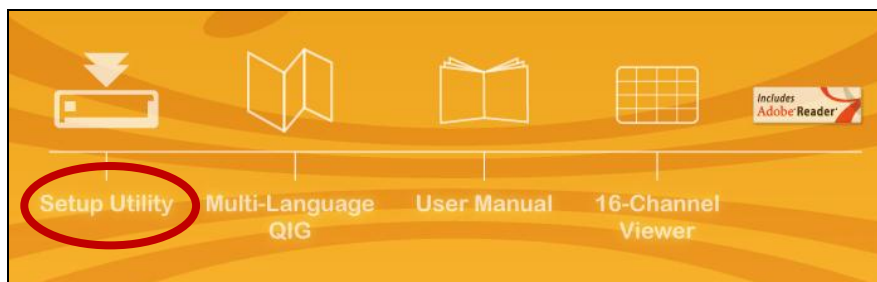 Includes
Adobe Reader
Setup Utility
Multi-Language
QIG
User Manual
16-Channel
Viewer